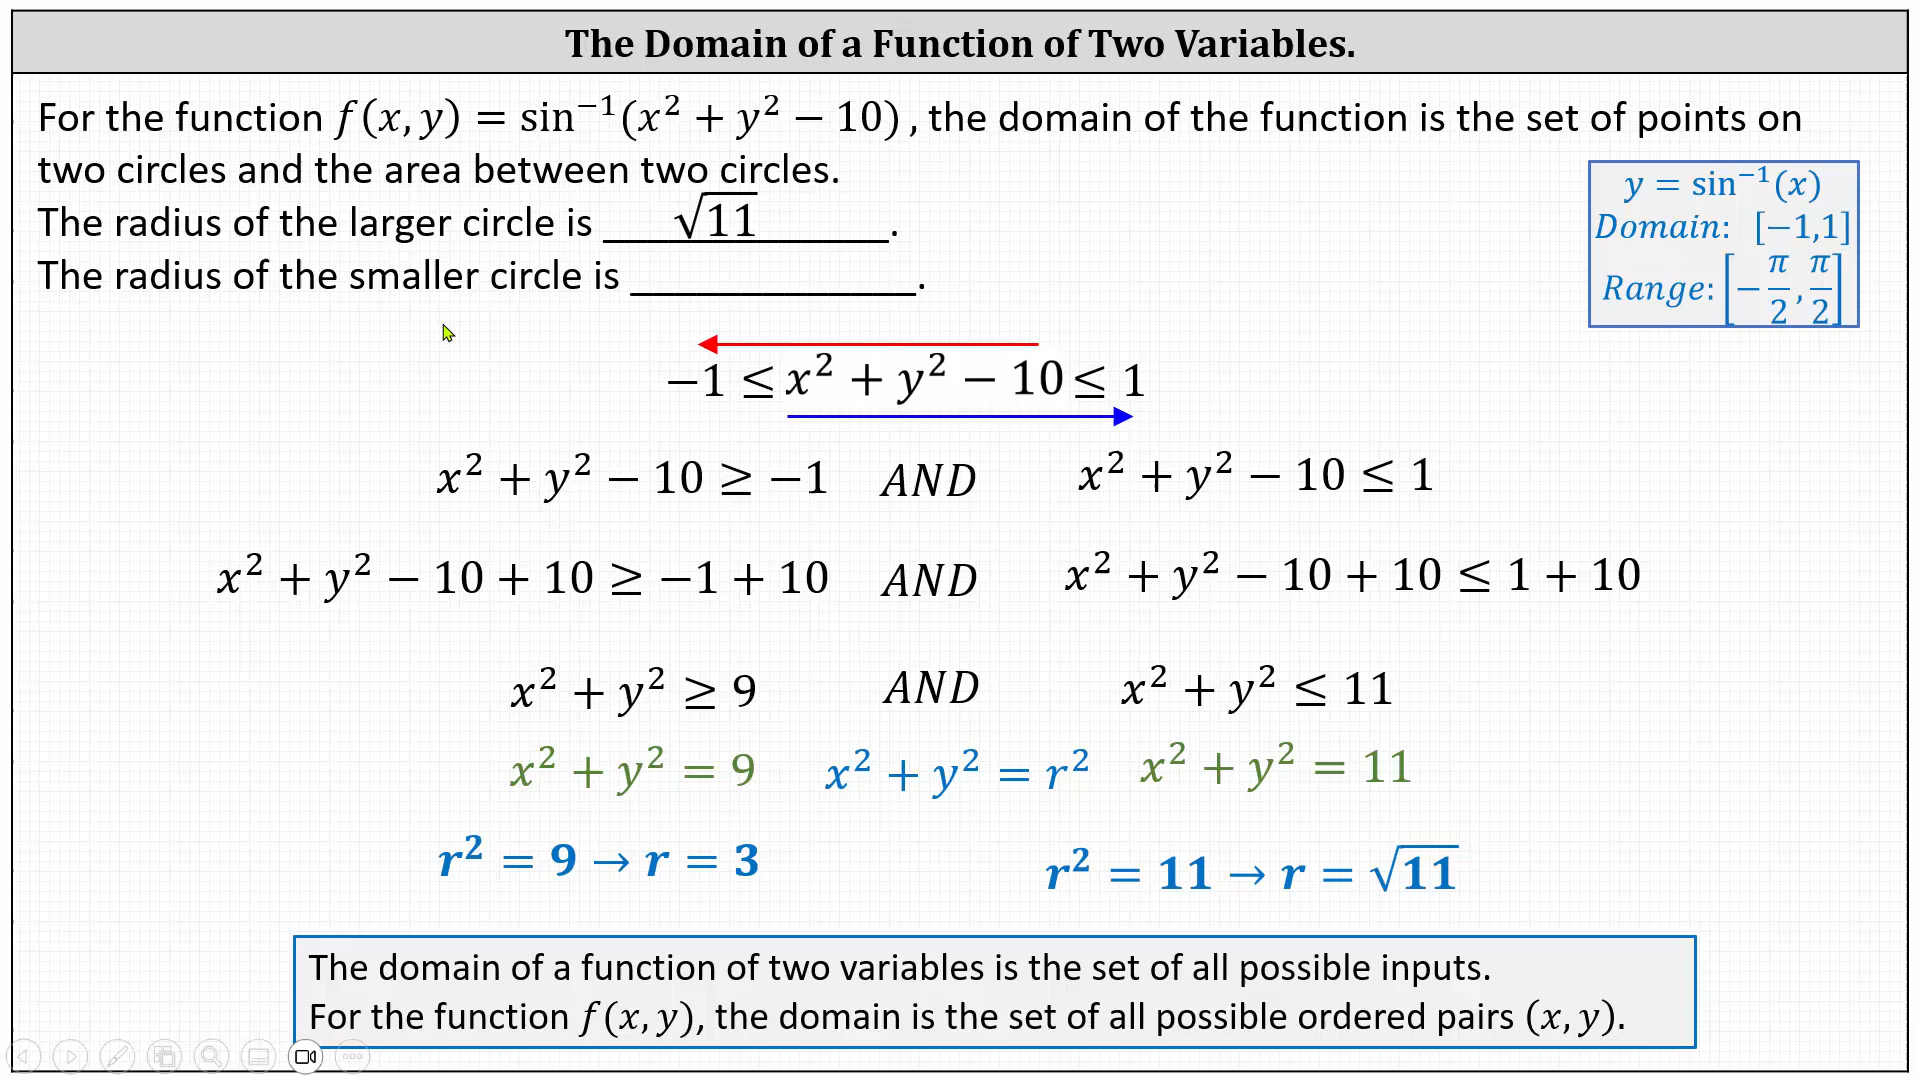 The Domain of a Function of Two Variables.
For the function f(x, y) = sin⁻¹(x² + y² − 10), the domain of the function is the set of points on
two circles and the area between two circles.
The radius of the larger circle is ___√11______.
The radius of the smaller circle is _____________.
y = sin⁻¹(x)
Domain: [−1,1]
Range: [−π/2, π/2]
−1 ≤ x² + y² − 10 ≤ 1
x² + y² − 10 ≥ −1 AND x² + y² − 10 ≤ 1
x² + y² − 10 + 10 ≥ −1 + 10 AND x² + y² − 10 + 10 ≤ 1 + 10
x² + y² ≥ 9 AND x² + y² ≤ 11
x² + y² = 9 x² + y² = r² x² + y² = 11
r² = 9 → r = 3 r² = 11 → r = √11
The domain of a function of two variables is the set of all possible inputs.
For the function f(x, y), the domain is the set of all possible ordered pairs (x, y).